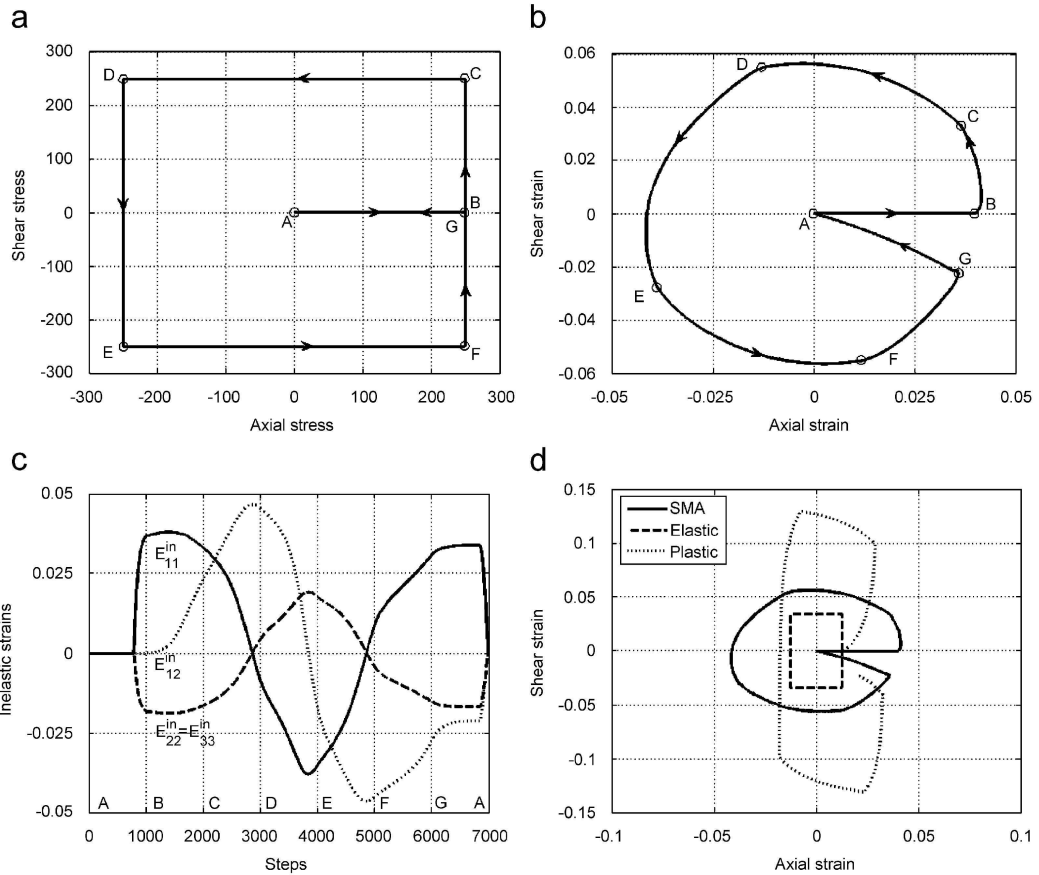 a
300
200
100
0
-100
-200
-300
-300
-200
-100
0
100
200
300
Shear stress
Axial stress
D
C
A
B
G
E
F
b
0.06
0.04
0.02
0
-0.02
-0.04
-0.06
-0.05
-0.025
0
0.025
0.05
Shear strain
Axial strain
D
C
A
B
G
E
F
c
0.05
0.025
0
-0.025
-0.05
0
1000
2000
3000
4000
5000
6000
7000
Inelastic strains
Steps
E11in
E12in
E22in=E33in
A B C D E F G A
d
0.15
0.1
0.05
0
-0.05
-0.1
-0.15
-0.1
-0.05
0
0.05
0.1
Shear strain
Axial strain
SMA
Elastic
Plastic